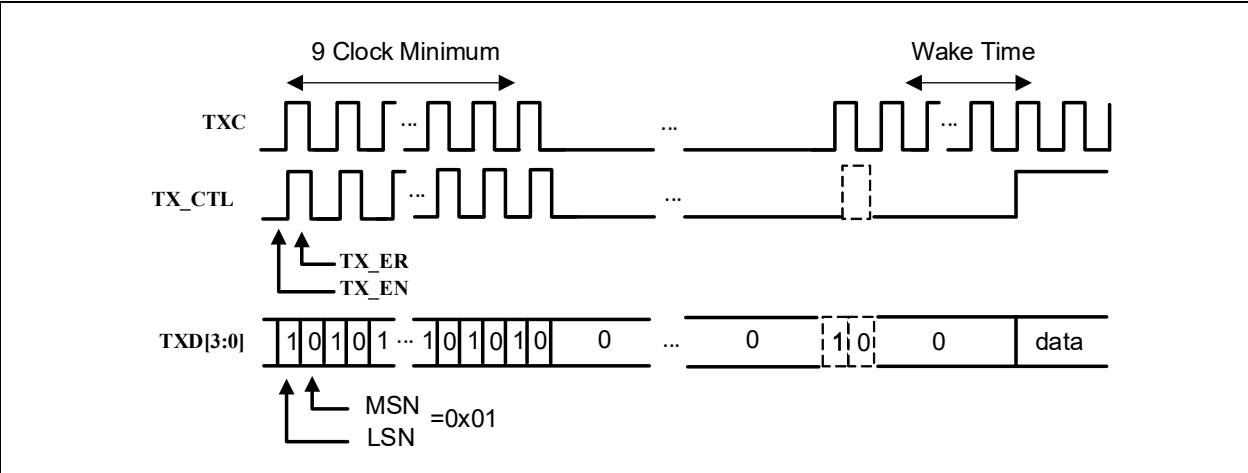 9 Clock Minimum Wake Time
TXC ... ... ...
TX_CTL ... ...
TX_ER
TX_EN
TXD[3:0] 1 0 1 0 1 ... 1 0 1 0 1 0 0 ... 0 1 0 0 data
MSN
=0x01
LSN